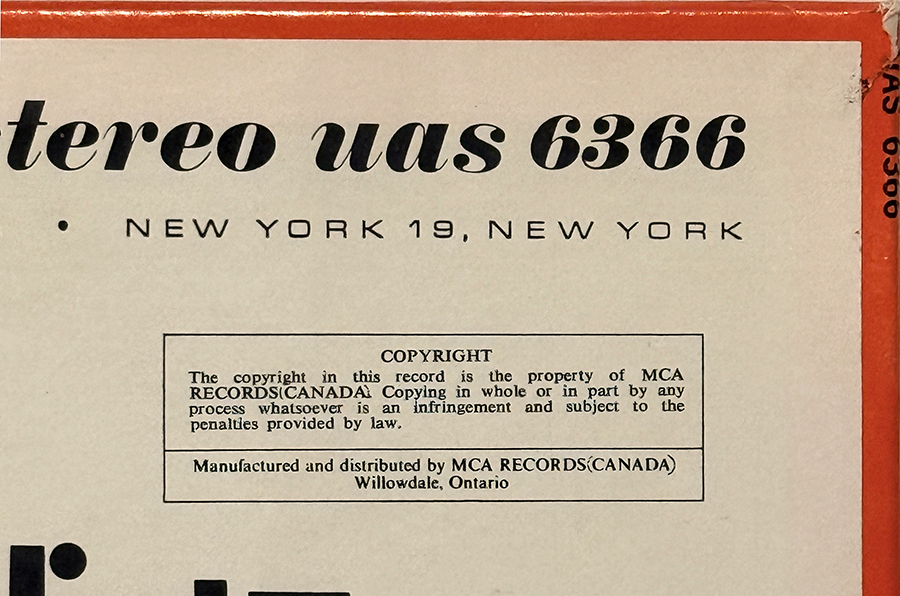 stereo uas 6366
• NEW YORK 19, NEW YORK
COPYRIGHT
The copyright in this record is the property of MCA
RECORDS(CANADA). Copying in whole or in part by any
process whatsoever is an infringement and subject to the
penalties provided by law.
Manufactured and distributed by MCA RECORDS(CANADA)
Willowdale, Ontario
UAS 6366